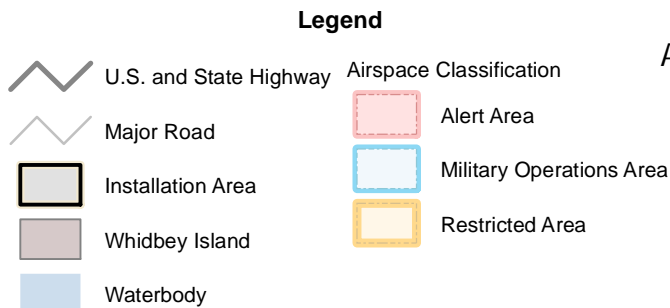 Legend
U.S. and State Highway
Major Road
Installation Area
Whidbey Island
Waterbody
Airspace Classification
Alert Area
Military Operations Area
Restricted Area
A